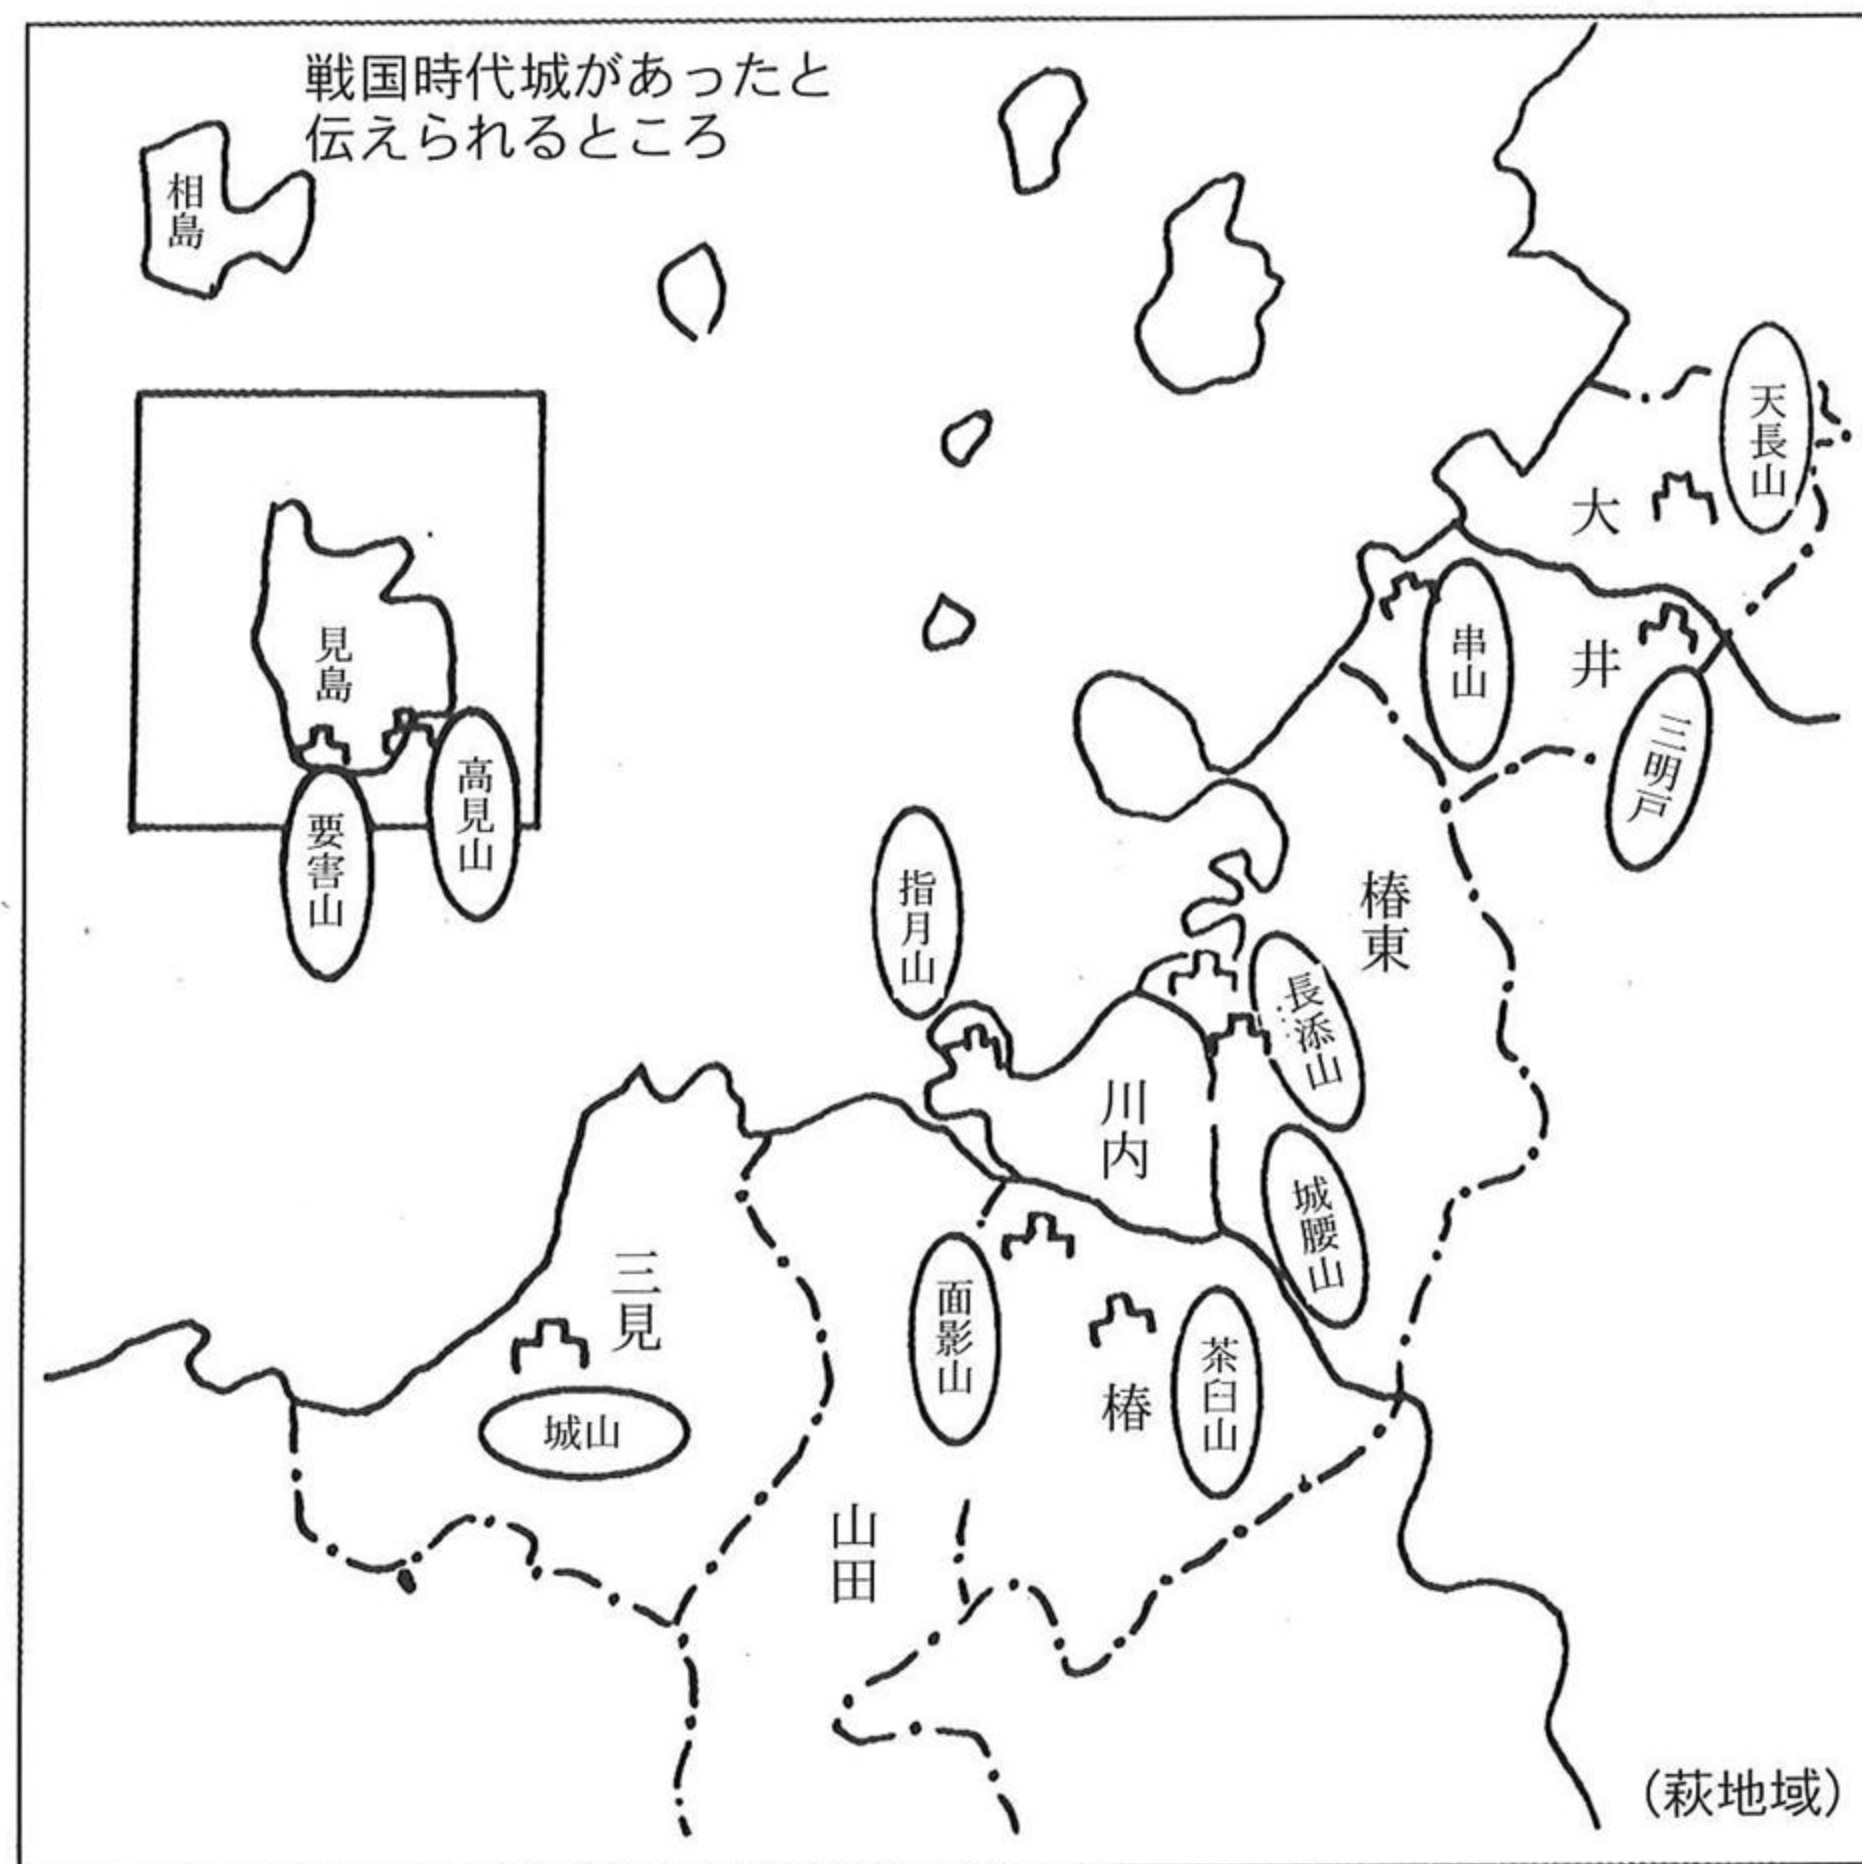 戦国時代城があったと
伝えられるところ
相島
見島
要害山
高見山
天長山
大井
串山
三明戸
指月山
椿東
長添山
川内
城腰山
三見
城山
面影山
椿
茶臼山
山田
(萩地域)